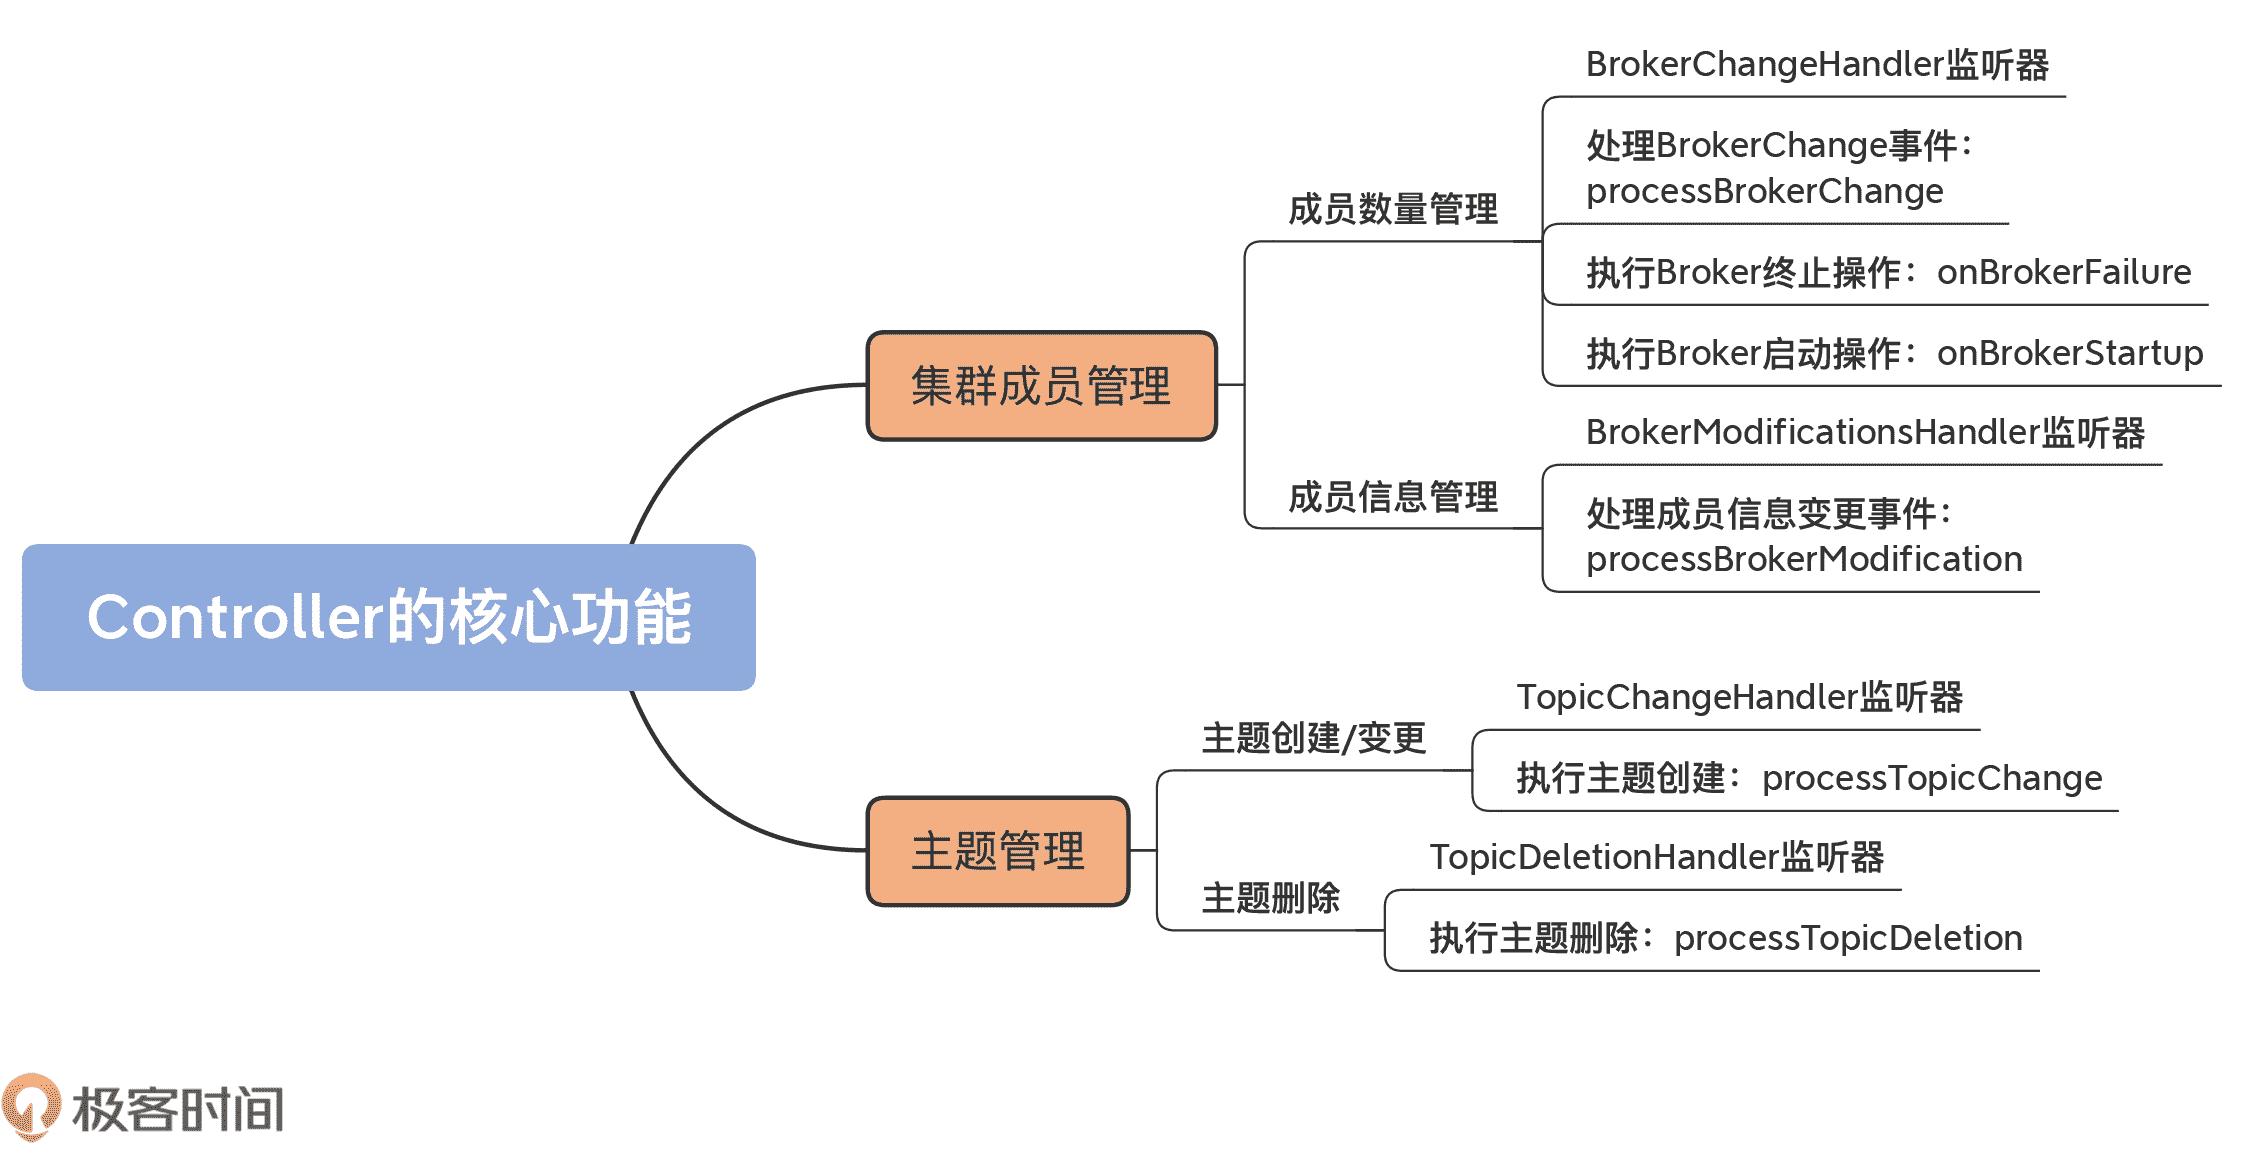 Controller的核心功能
集群成员管理
成员数量管理
BrokerChangeHandler监听器
处理BrokerChange事件：
processBrokerChange
执行Broker终止操作：onBrokerFailure
执行Broker启动操作：onBrokerStartup
成员信息管理
BrokerModificationsHandler监听器
处理成员信息变更事件：
processBrokerModification
主题管理
主题创建/变更
TopicChangeHandler监听器
执行主题创建：processTopicChange
主题删除
TopicDeletionHandler监听器
执行主题删除：processTopicDeletion
极客时间